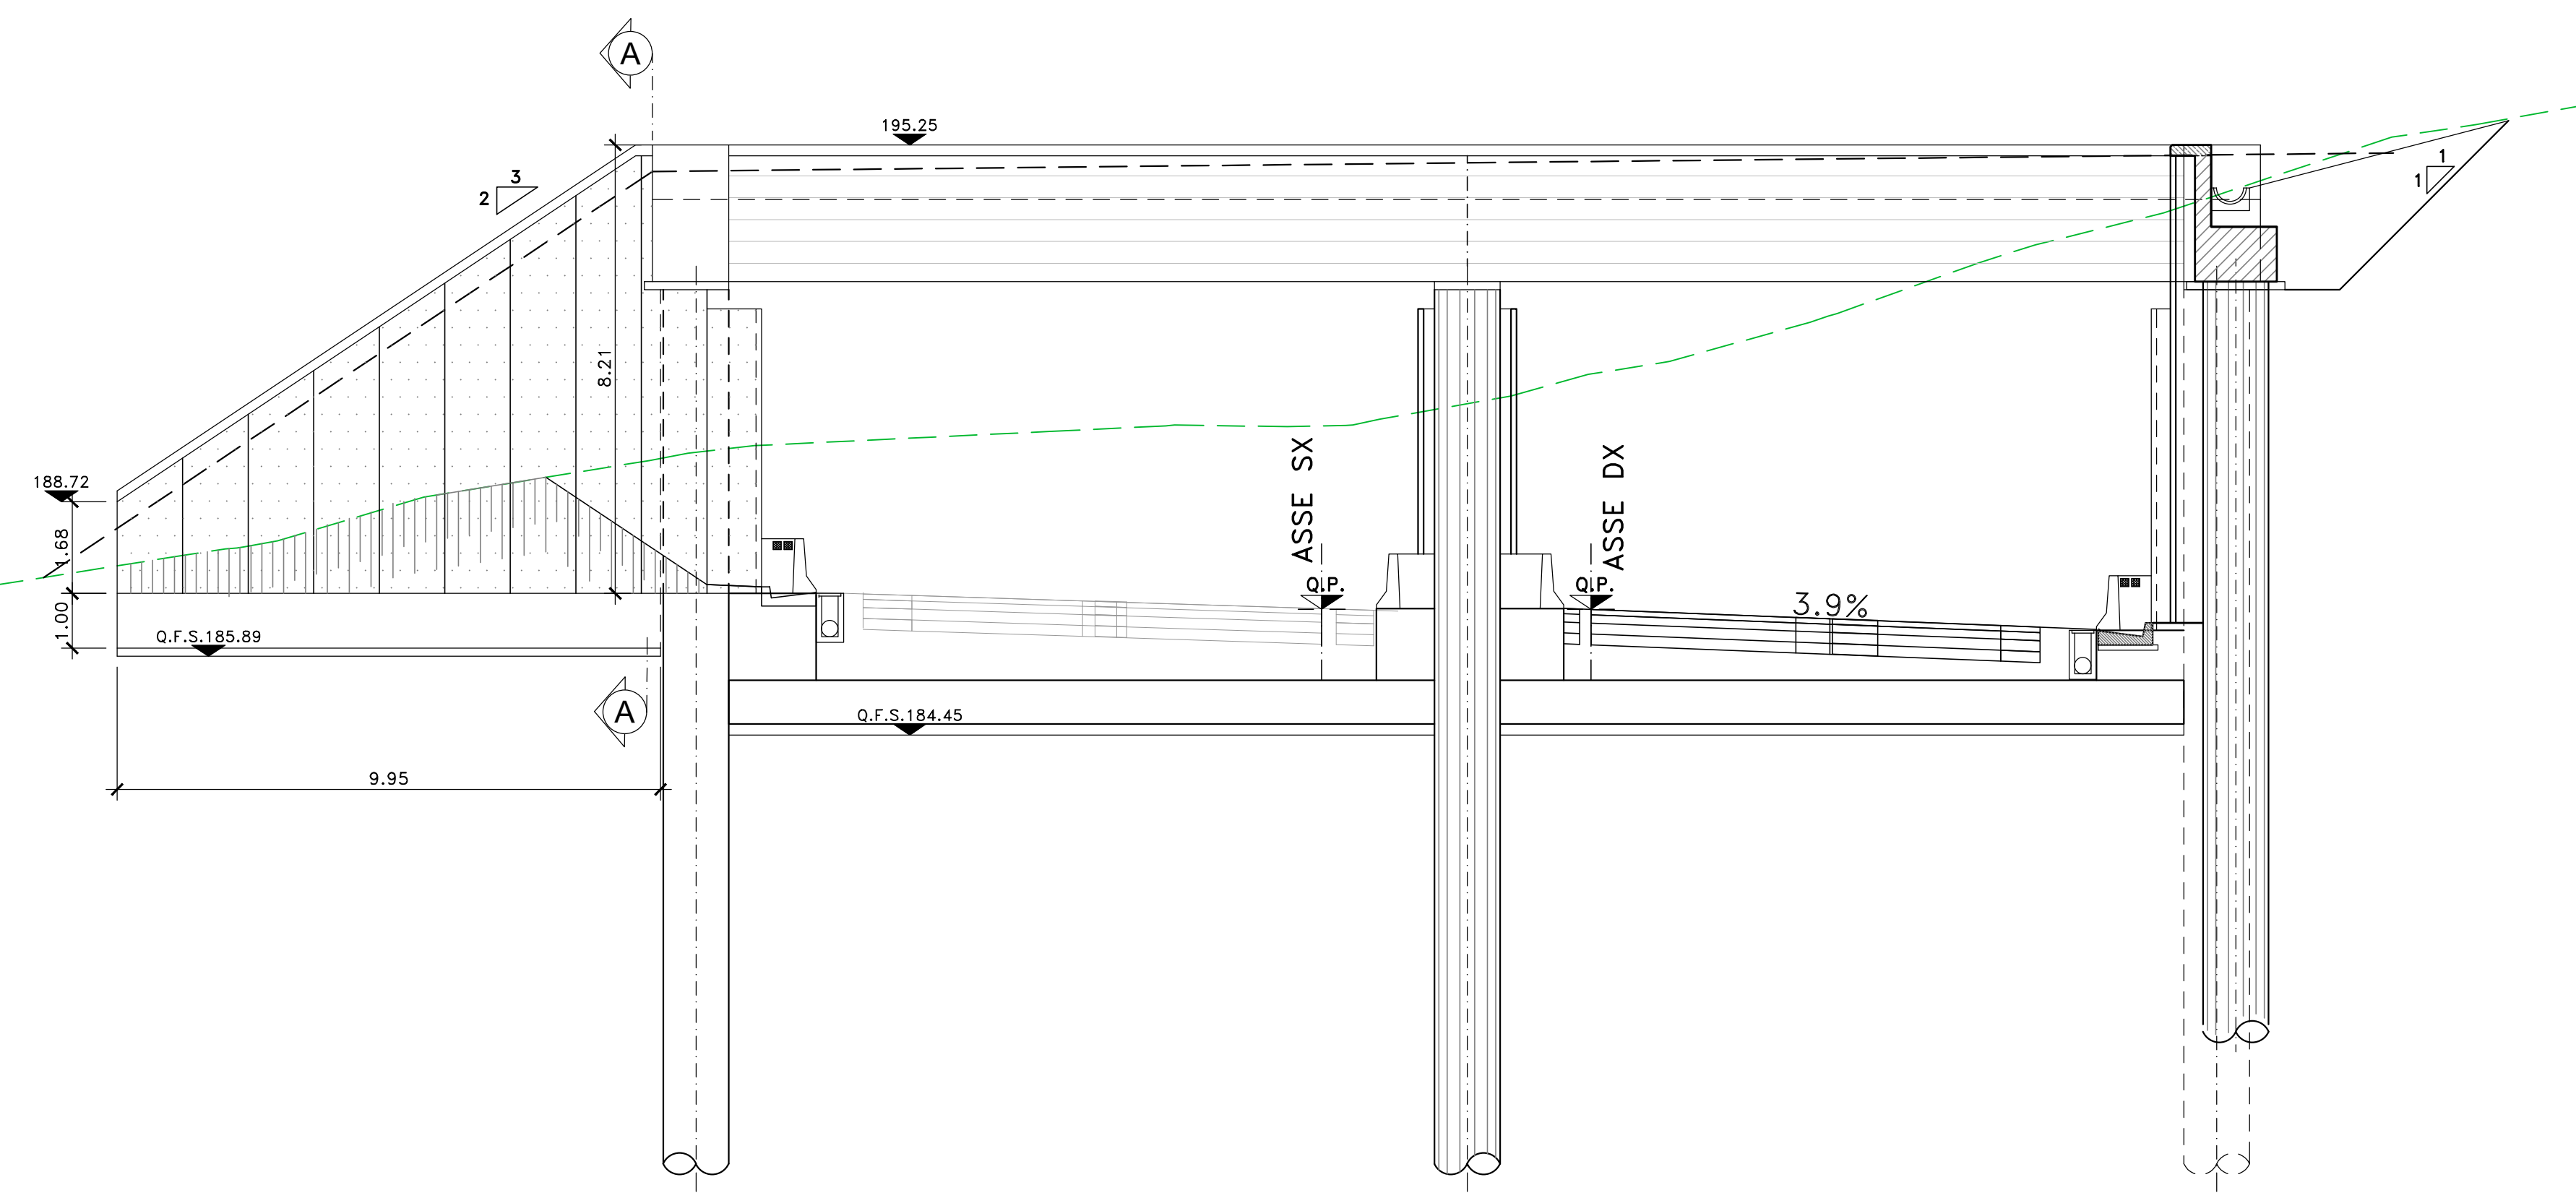 A
195.25
3
2
1
1
8.21
ASSE SX
ASSE DX
188.72
1.68
Q.P.
Q.P.
3.9%
1.00
Q.F.S.185.89
A
Q.F.S.184.45
9.95